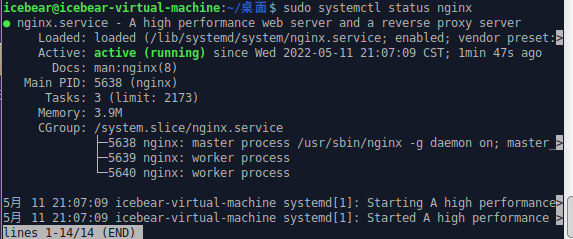 icebear@icebear-virtual-machine:~/桌面$ sudo systemctl status nginx
● nginx.service - A high performance web server and a reverse proxy server
Loaded: loaded (/lib/systemd/system/nginx.service; enabled; vendor preset:>
Active: active (running) since Wed 2022-05-11 21:07:09 CST; 1min 47s ago
Docs: man:nginx(8)
Main PID: 5638 (nginx)
Tasks: 3 (limit: 2173)
Memory: 3.9M
CGroup: /system.slice/nginx.service
├─5638 nginx: master process /usr/sbin/nginx -g daemon on; master_>
├─5639 nginx: worker process
└─5640 nginx: worker process
5月 11 21:07:09 icebear-virtual-machine systemd[1]: Starting A high performance>
5月 11 21:07:09 icebear-virtual-machine systemd[1]: Started A high performance >
lines 1-14/14 (END)